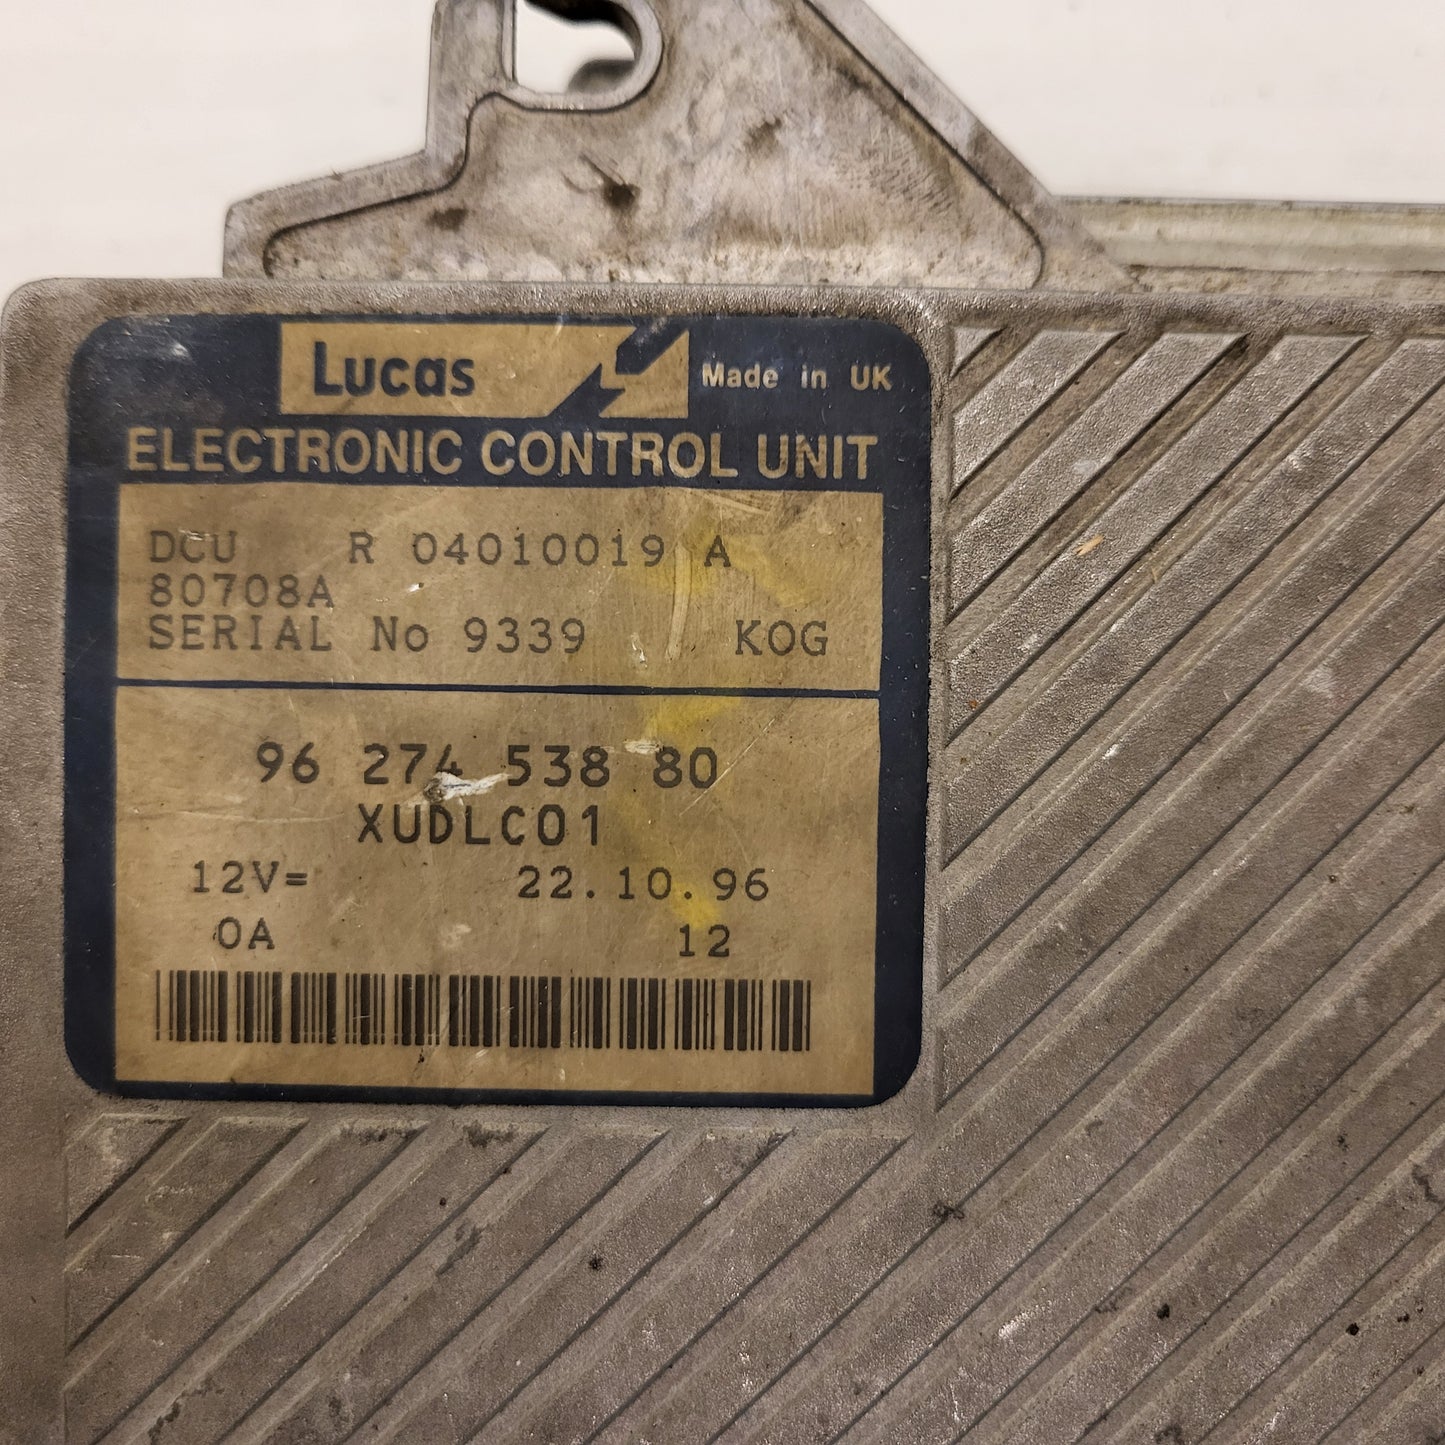 Lucas Made in UK
ELECTRONIC CONTROL UNIT
DCU R 04010019 A
80708A
SERIAL No 9339 KOG
96 274 538 80
XUDLC01
12V= 22.10.96
0A 12